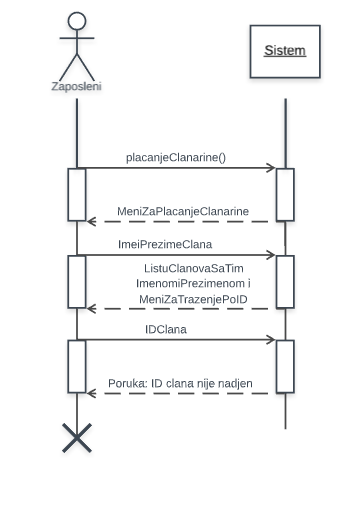 Zaposleni
Sistem
placanjeClanarine()
MeniZaPlacanjeClanarine
ImeiPrezimeClana
ListuClanovaSaTim
ImenomiPrezimenom i
MeniZaTrazenjePoID
IDClana
Poruka: ID clana nije nadjen